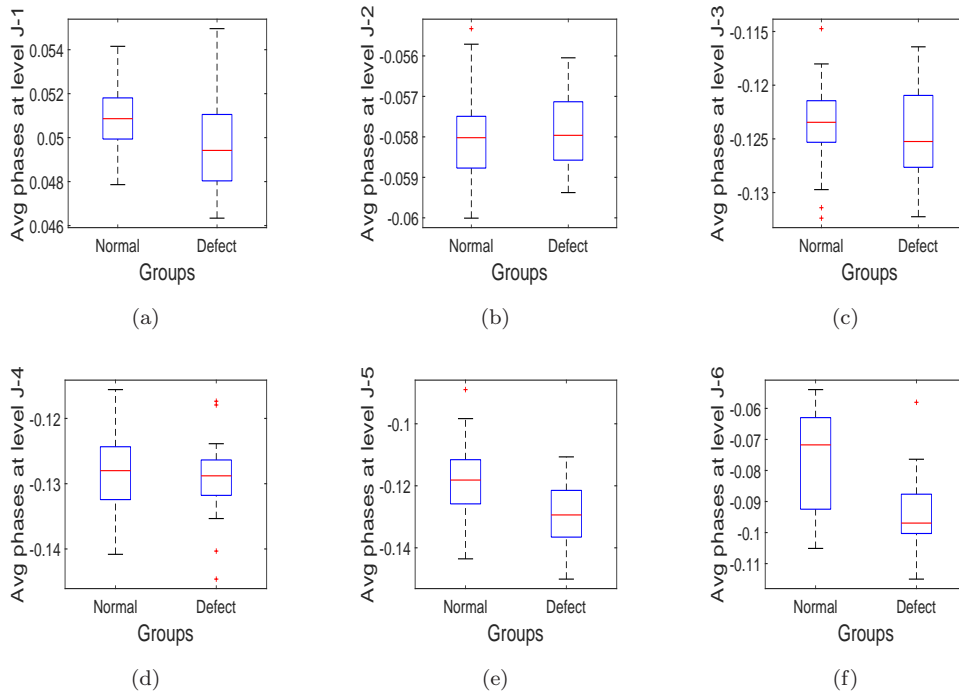 Avg phases at level J-1
0.054
0.052
0.05
0.048
0.046
Normal
Defect
Groups
(a)
Avg phases at level J-2
-0.056
-0.057
-0.058
-0.059
-0.06
Normal
Defect
Groups
(b)
Avg phases at level J-3
-0.115
-0.12
-0.125
-0.13
Normal
Defect
Groups
(c)
Avg phases at level J-4
-0.12
-0.13
-0.14
Normal
Defect
Groups
(d)
Avg phases at level J-5
-0.1
-0.12
-0.14
Normal
Defect
Groups
(e)
Avg phases at level J-6
-0.06
-0.07
-0.08
-0.09
-0.1
-0.11
Normal
Defect
Groups
(f)